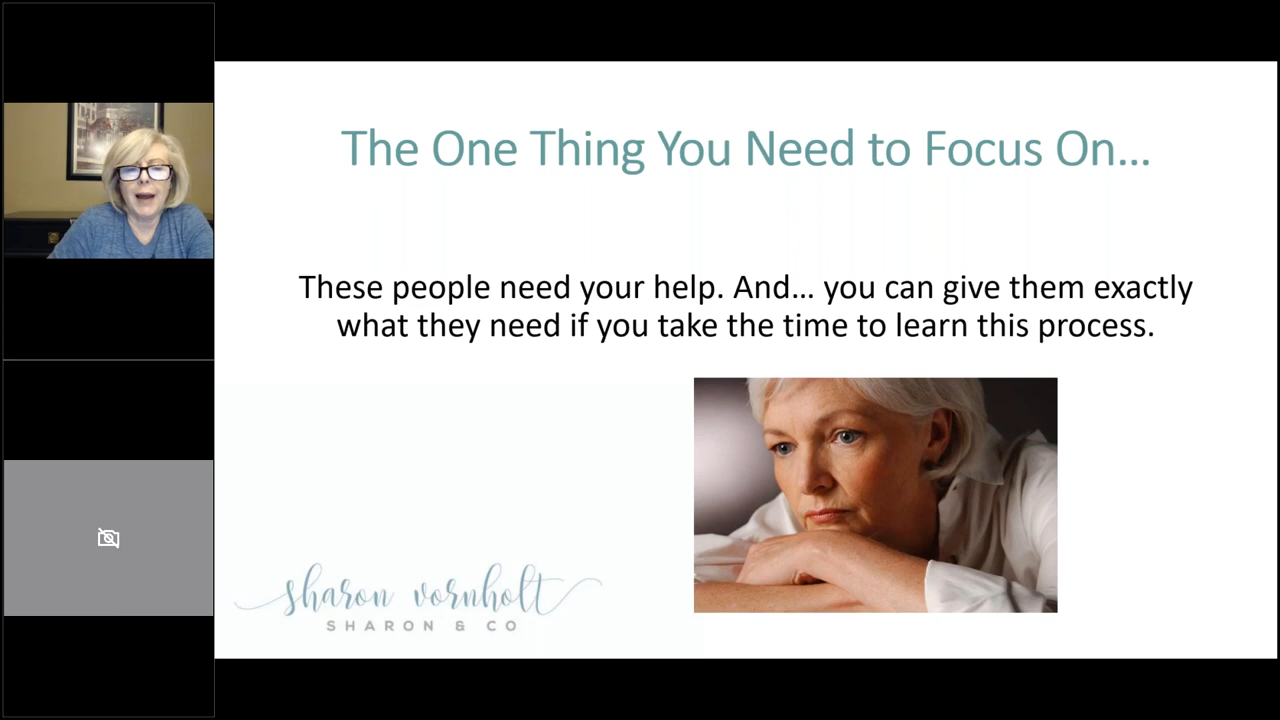 The One Thing You Need to Focus On…
These people need your help. And… you can give them exactly
what they need if you take the time to learn this process.
sharon vornholt
SHARON & CO